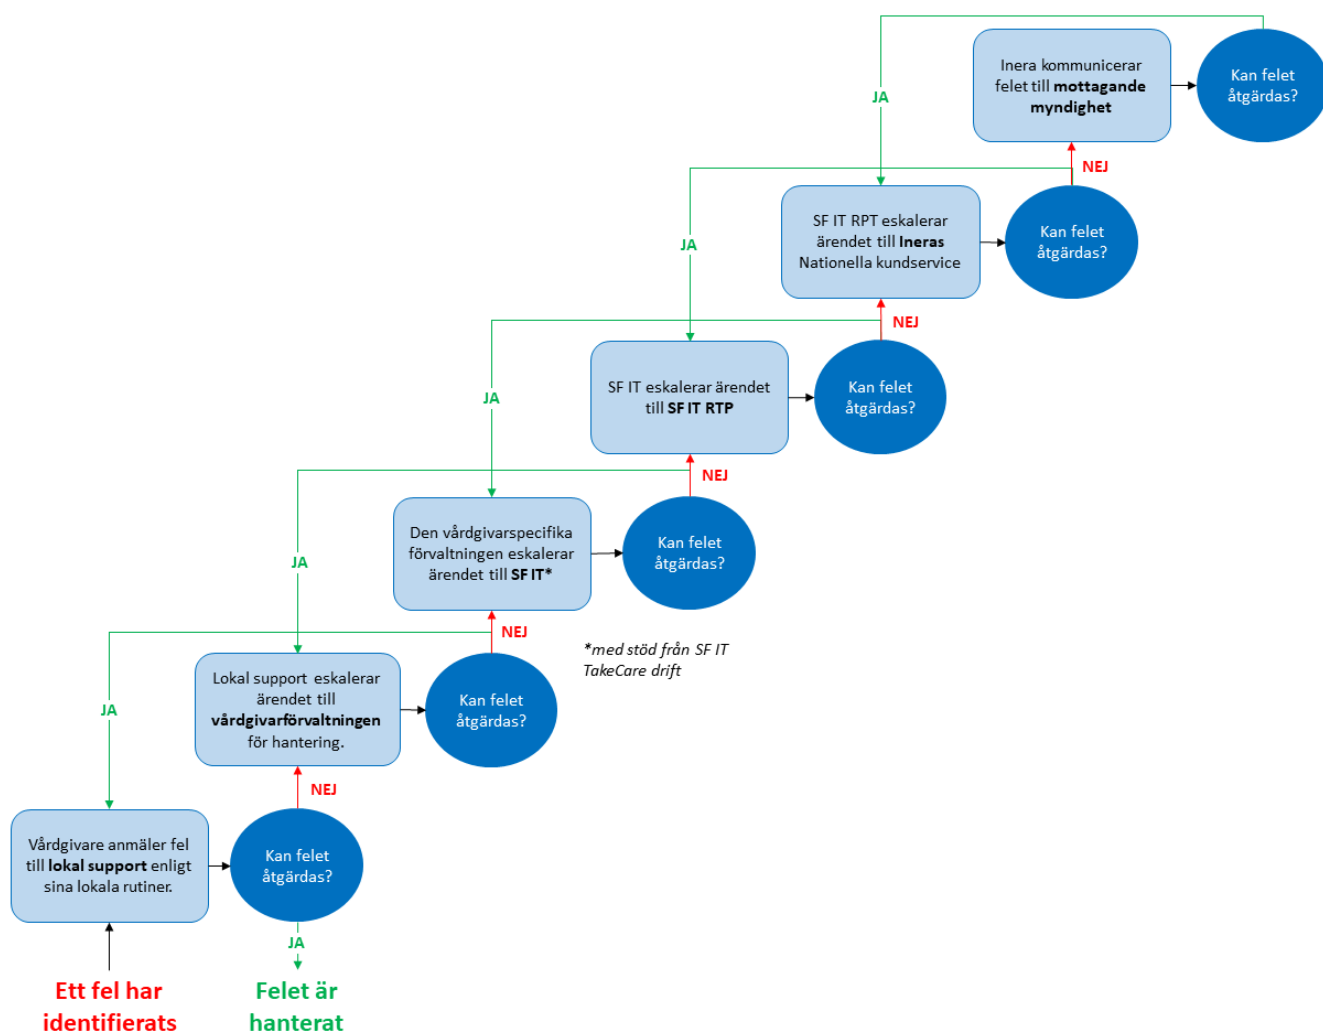 Inera kommunicerar
felet till mottagande
myndighet
Kan felet
åtgärdas?
JA
NEJ
SF IT RPT eskalerar
ärendet till Ineras
Nationella kundservice
Kan felet
åtgärdas?
JA
NEJ
SF IT eskalerar ärendet
till SF IT RTP
Kan felet
åtgärdas?
JA
NEJ
Den vårdgivarspecifika
förvaltningen eskalerar
ärendet till SF IT*
Kan felet
åtgärdas?
JA
NEJ
*med stöd från SF IT
TakeCare drift
Lokal support eskalerar
ärendet till
vårdgivarförvaltningen
för hantering.
Kan felet
åtgärdas?
JA
NEJ
Vårdgivare anmäler fel
till lokal support enligt
sina lokala rutiner.
Kan felet
åtgärdas?
JA
Ett fel har
identifierats
Felet är
hanterat